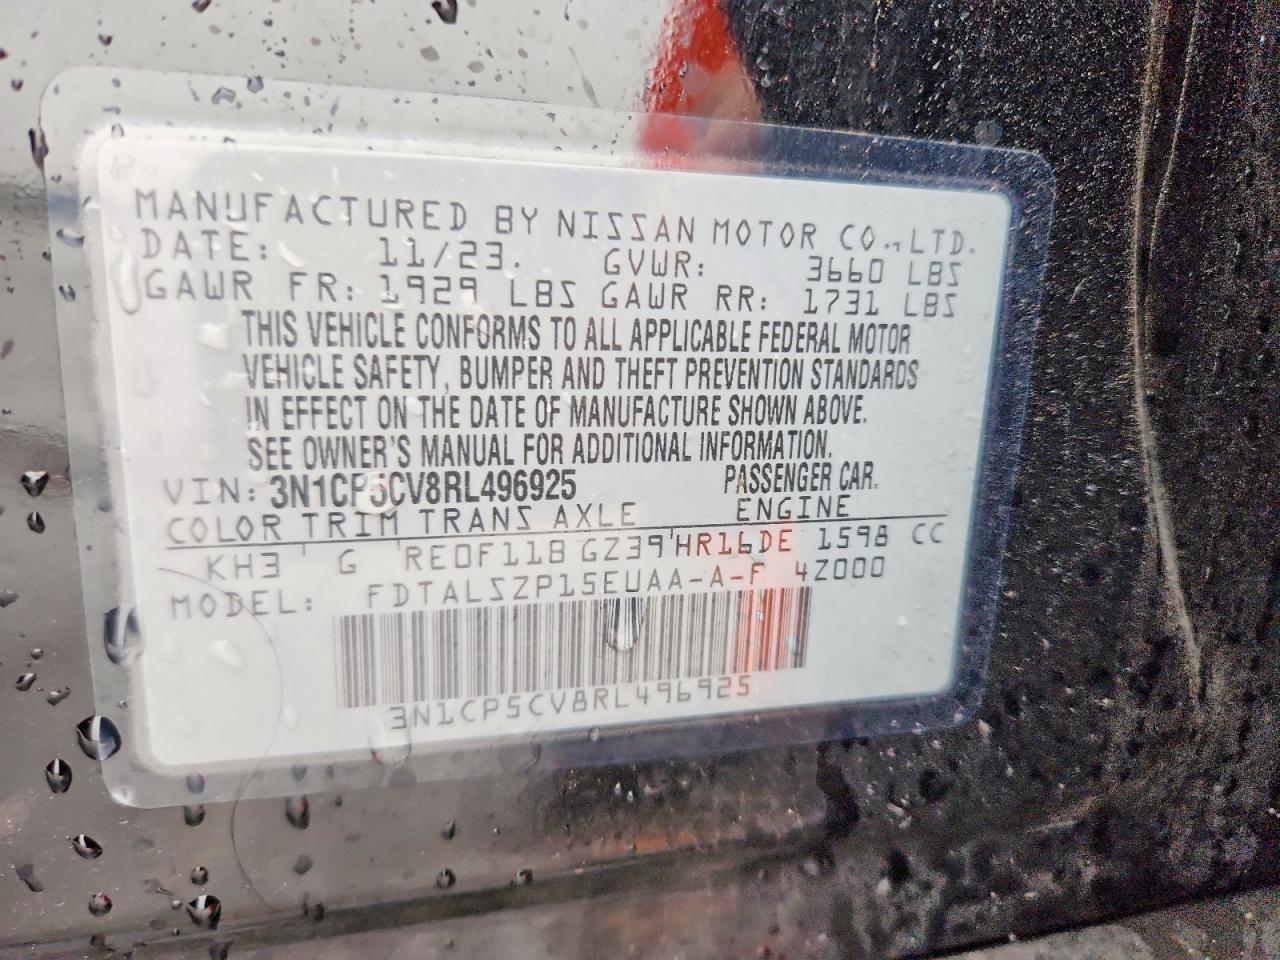 MANUFACTURED BY NISSAN MOTOR CO., LTD.
DATE: 11/23. GVWR: 3660 LBS
GAWR FR: 1929 LBS GAWR RR: 1731 LBS
THIS VEHICLE CONFORMS TO ALL APPLICABLE FEDERAL MOTOR
VEHICLE SAFETY, BUMPER AND THEFT PREVENTION STANDARDS
IN EFFECT ON THE DATE OF MANUFACTURE SHOWN ABOVE.
SEE OWNER'S MANUAL FOR ADDITIONAL INFORMATION.
VIN: 3N1CP5CV8RL496925 PASSENGER CAR.
COLOR TRIM TRANS AXLE ENGINE
KH3 G RE0F11B GZ39 HR16DE 1598 CC
MODEL: FDTALSZP15EUAA-A-F 4Z000
3N1CP5CV8RL496925